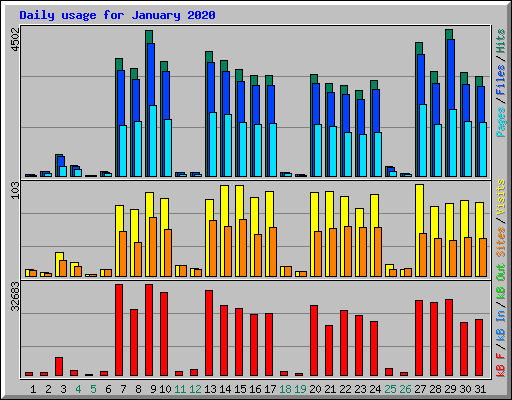 Daily usage for January 2020
4502
Pages / Files / Hits
103
Sites / Visits
32683
kB F / kB In / kB Out
1 2 3 4 5 6 7 8 9 10 11 12 13 14 15 16 17 18 19 20 21 22 23 24 25 26 27 28 29 30 31